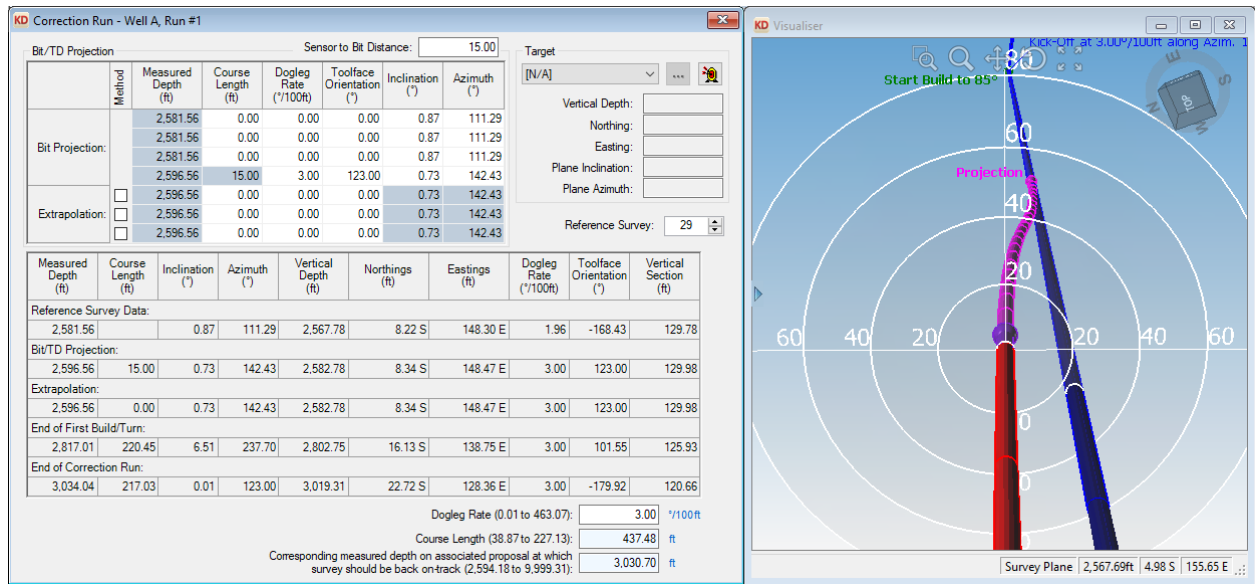 KD Correction Run - Well A, Run #1
Bit/TD Projection
Sensor to Bit Distance: 15.00
Method Measured Depth (ft) Course Length (ft) Dogleg Rate (°/100ft) Toolface Orientation (°) Inclination (°) Azimuth (°)
Bit Projection:
2,581.56 0.00 0.00 0.00 0.87 111.29
2,581.56 0.00 0.00 0.00 0.87 111.29
2,581.56 0.00 0.00 0.00 0.87 111.29
2,596.56 15.00 3.00 123.00 0.73 142.43
Extrapolation:
2,596.56 0.00 0.00 0.00 0.73 142.43
2,596.56 0.00 0.00 0.00 0.73 142.43
2,596.56 0.00 0.00 0.00 0.73 142.43
Target
[N/A] ...
Vertical Depth:
Northing:
Easting:
Plane Inclination:
Plane Azimuth:
Reference Survey: 29
Measured Depth (ft) Course Length (ft) Inclination (°) Azimuth (°) Vertical Depth (ft) Northings (ft) Eastings (ft) Dogleg Rate (°/100ft) Toolface Orientation (°) Vertical Section (ft)
Reference Survey Data:
2,581.56 0.87 111.29 2,567.78 8.22 S 148.30 E 1.96 -168.43 129.78
Bit/TD Projection:
2,596.56 15.00 0.73 142.43 2,582.78 8.34 S 148.47 E 3.00 123.00 129.98
Extrapolation:
2,596.56 0.00 0.73 142.43 2,582.78 8.34 S 148.47 E 3.00 123.00 129.98
End of First Build/Turn:
2,817.01 220.45 6.51 237.70 2,802.75 16.13 S 138.75 E 3.00 101.55 125.93
End of Correction Run:
3,034.04 217.03 0.01 123.00 3,019.31 22.72 S 128.36 E 3.00 -179.92 120.66
Dogleg Rate (0.01 to 463.07): 3.00 °/100ft
Course Length (38.87 to 227.13): 437.48 ft
Corresponding measured depth on associated proposal at which
survey should be back on-track (2,594.18 to 9,999.31): 3,030.70 ft
KD Visualiser
Kick-Off at 3.00°/100ft along Azim. 1
80
Start Build to 85°
60
Projection
40
20
60 40 20 20 40 60
TOP
N
E
S
W
Survey Plane 2,567.69ft 4.98 S 155.65 E